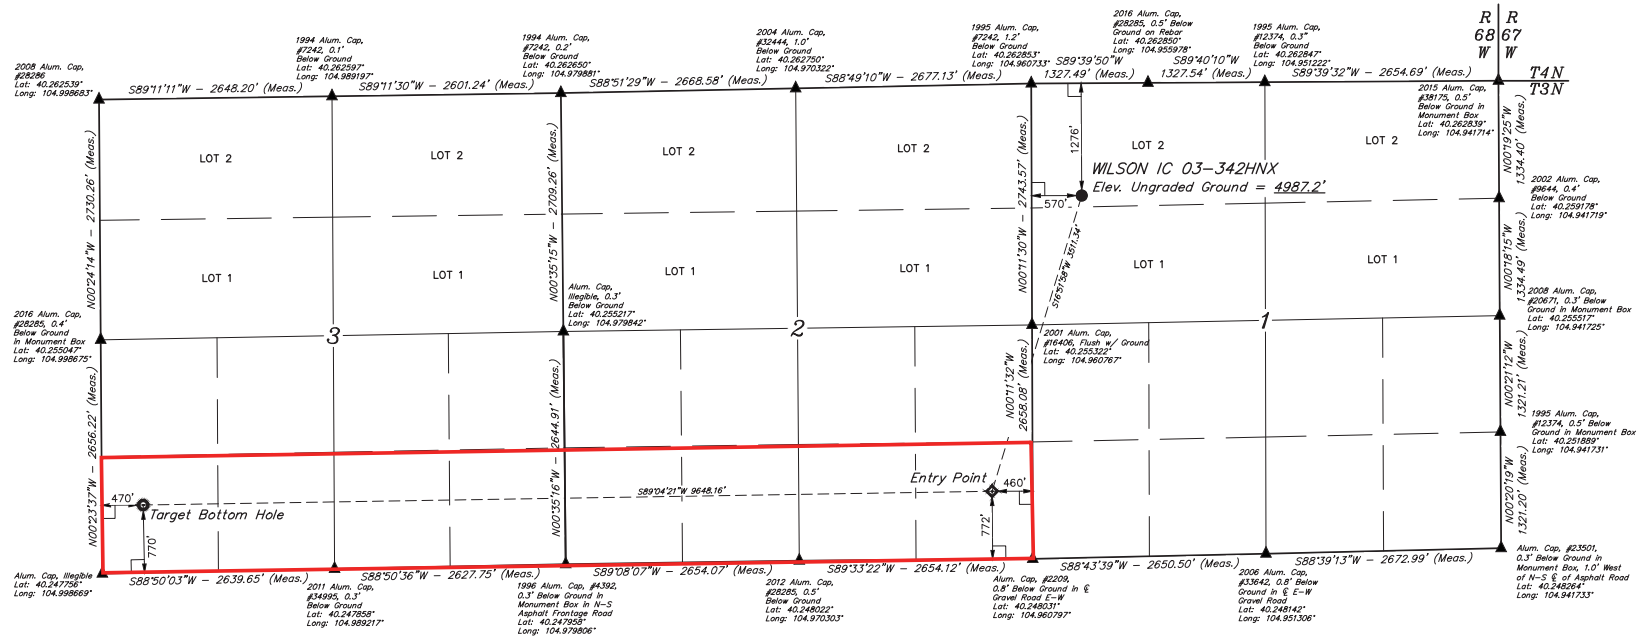 2008 Alum. Cap,
#28286
Lat: 40.262539°
Long: 104.998683°
1994 Alum. Cap,
#7242, 0.1'
Below Ground
Lat: 40.262597°
Long: 104.989197°
1994 Alum. Cap,
#7242, 0.2'
Below Ground
Lat: 40.262650°
Long: 104.979881°
2004 Alum. Cap,
#32444, 1.0'
Below Ground
Lat: 40.262750°
Long: 104.970322°
1995 Alum. Cap,
#7242, 1.2'
Below Ground
Lat: 40.262853°
Long: 104.960733°
2016 Alum. Cap,
#28285, 0.5' Below
Ground on Rebar
Lat: 40.262850°
Long: 104.955978°
1995 Alum. Cap,
#12374, 0.3"
Below Ground
Lat: 40.262847°
Long: 104.951222°
R R
68 67
W W
T4N
T3N
S89°11'11"W - 2648.20' (Meas.)
S89°11'30"W - 2601.24' (Meas.)
S88°51'29"W - 2668.58' (Meas.)
S88°49'10"W - 2677.13' (Meas.)
S89°39'50"W
1327.49' (Meas.)
S89°40'10"W
1327.54' (Meas.)
S89°39'32"W - 2654.69' (Meas.)
2015 Alum. Cap,
#38175, 0.5'
Below Ground in
Monument Box
Lat: 40.262839°
Long: 104.941714°
N00°24'14"W - 2730.26' (Meas.)
N00°35'15"W - 2709.26' (Meas.)
N00°11'30"W - 2743.57' (Meas.)
N00°19'25"W
1334.40' (Meas.)
LOT 2
LOT 2
LOT 2
LOT 2
LOT 2
LOT 2
1276'
WILSON IC 03-342HNX
Elev. Ungraded Ground = 4987.2'
570'
2002 Alum. Cap,
#9644, 0.4'
Below Ground
Lat: 40.259178°
Long: 104.941719°
S16°51'58"W 3511.34'
N00°18'15"W
1334.49' (Meas.)
LOT 1
LOT 1
LOT 1
LOT 1
LOT 1
LOT 1
Alum. Cap,
Illegible, 0.3'
Below Ground
Lat: 40.255217°
Long: 104.979842°
2008 Alum. Cap,
#20671, 0.3' Below
Ground in Monument Box
Lat: 40.255517°
Long: 104.941725°
2016 Alum. Cap,
#28285, 0.4'
Below Ground
in Monument Box
Lat: 40.255047°
Long: 104.998675°
3
2
1
2001 Alum. Cap,
#16406, Flush w/ Ground
Lat: 40.255322°
Long: 104.960767°
N00°23'37"W - 2656.22' (Meas.)
N00°35'16"W - 2644.91' (Meas.)
N00°11'32"W
2658.08' (Meas.)
N00°21'12"W
1321.21' (Meas.)
1995 Alum. Cap,
#12374, 0.5' Below
Ground in Monument Box
Lat: 40.251889°
Long: 104.941731°
N00°20'19"W
1321.20' (Meas.)
470'
Target Bottom Hole
770'
S89°04'21"W 9648.16'
Entry Point
460'
772'
Alum. Cap, Illegible
Lat: 40.247756°
Long: 104.998669°
S88°50'03"W - 2639.65' (Meas.)
S88°50'36"W - 2627.75' (Meas.)
S89°08'07"W - 2654.07' (Meas.)
S89°33'22"W - 2654.12' (Meas.)
S88°43'39"W - 2650.50' (Meas.)
S88°39'13"W - 2672.99' (Meas.)
2011 Alum. Cap,
#34995, 0.3'
Below Ground
Lat: 40.247858°
Long: 104.989217°
1996 Alum. Cap, #4392,
0.3' Below Ground in
Monument Box in N-S
Asphalt Frontage Road
Lat: 40.247958°
Long: 104.979806°
2012 Alum. Cap,
#28285, 0.5'
Below Ground
Lat: 40.248022°
Long: 104.970303°
Alum. Cap, #2209,
0.8' Below Ground in ℄
Gravel Road E-W
Lat: 40.248031°
Long: 104.960797°
2006 Alum. Cap,
#33642, 0.8' Below
Ground in ℄ E-W
Gravel Road
Lat: 40.248142°
Long: 104.951306°
Alum. Cap, #23501,
0.3' Below Ground in
Monument Box, 1.0' West
of N-S ℄ of Asphalt Road
Lat: 40.248264°
Long: 104.941733°